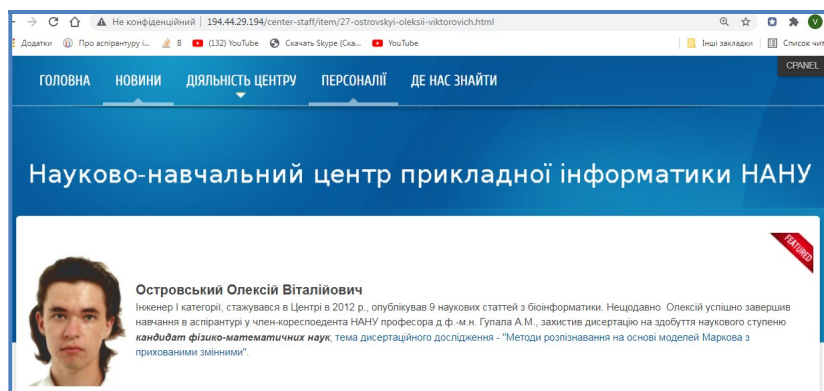 Не конфіденційний | 194.44.29.194/center-staff/item/27-ostrovskyi-oleksii-viktorovich.html
Додатки Про аспірантуру і... В (132) YouTube Скачать Skype (Ска... YouTube Інші закладки Список чит
CPANEL
ГОЛОВНА НОВИНИ ДІЯЛЬНІСТЬ ЦЕНТРУ ПЕРСОНАЛІЇ ДЕ НАС ЗНАЙТИ
Науково-навчальний центр прикладної інформатики НАНУ
FEATURED
Островський Олексій Віталійович
Інженер І категорії, стажувався в Центрі в 2012 р., опублікував 9 наукових статтей з біоінформатики. Нещодавно Олексій успішно завершив
навчання в аспірантурі у член-кореспоедента НАНУ професора д.ф.-м.н. Гупала А.М., захистив дисертацію на здобуття наукового ступеню
кандидат фізико-математичних наук, тема дисертаційного дослідження - "Методи розпізнавання на основі моделей Маркова з
прихованими змінними".